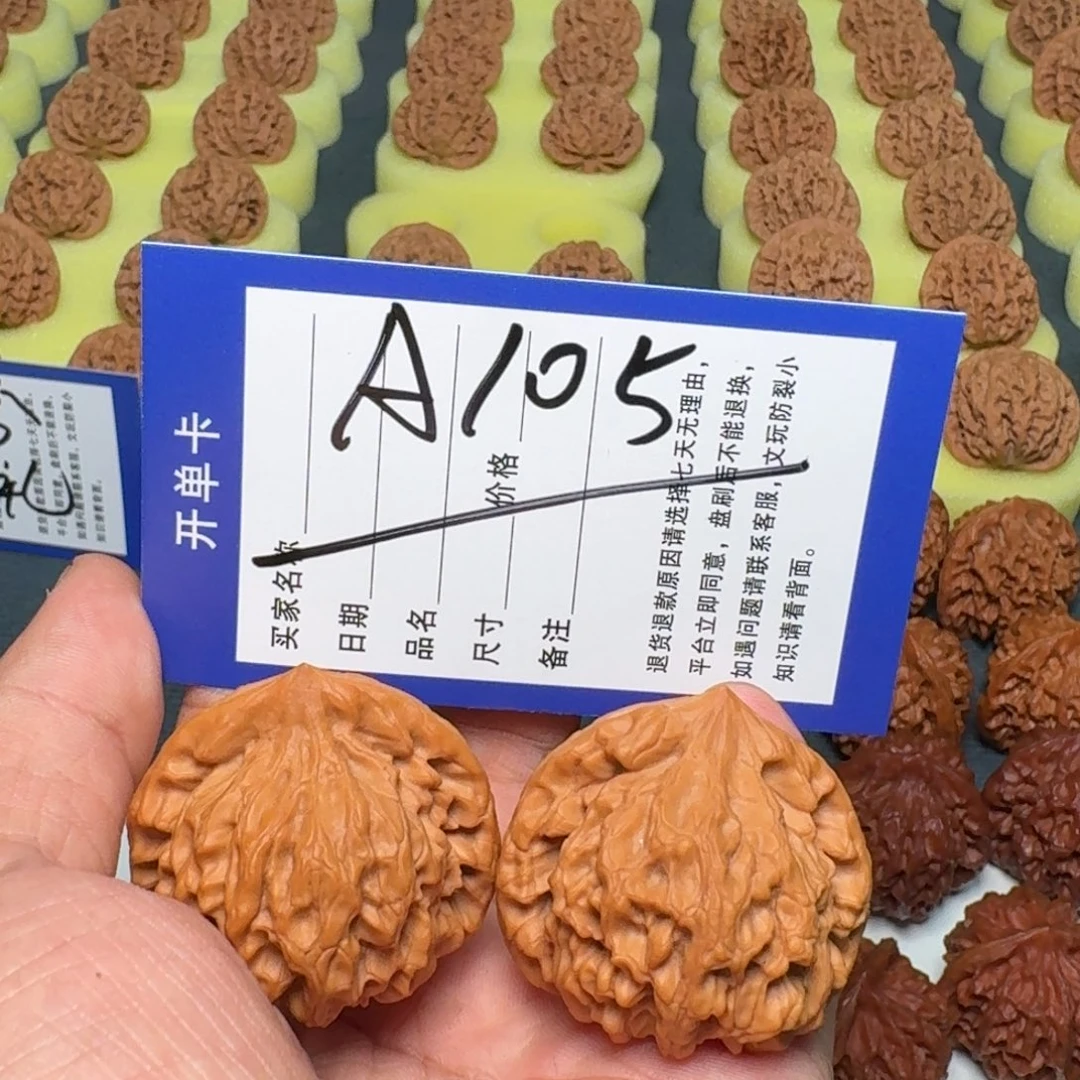 开单卡
A105
买家名称
日期
品名
尺寸 价格
备注
退货退款原因请选择七天无理由，
平台立即同意，盘刷后不能退换，
如遇问题请联系客服，文玩防裂小
知识请看背面。